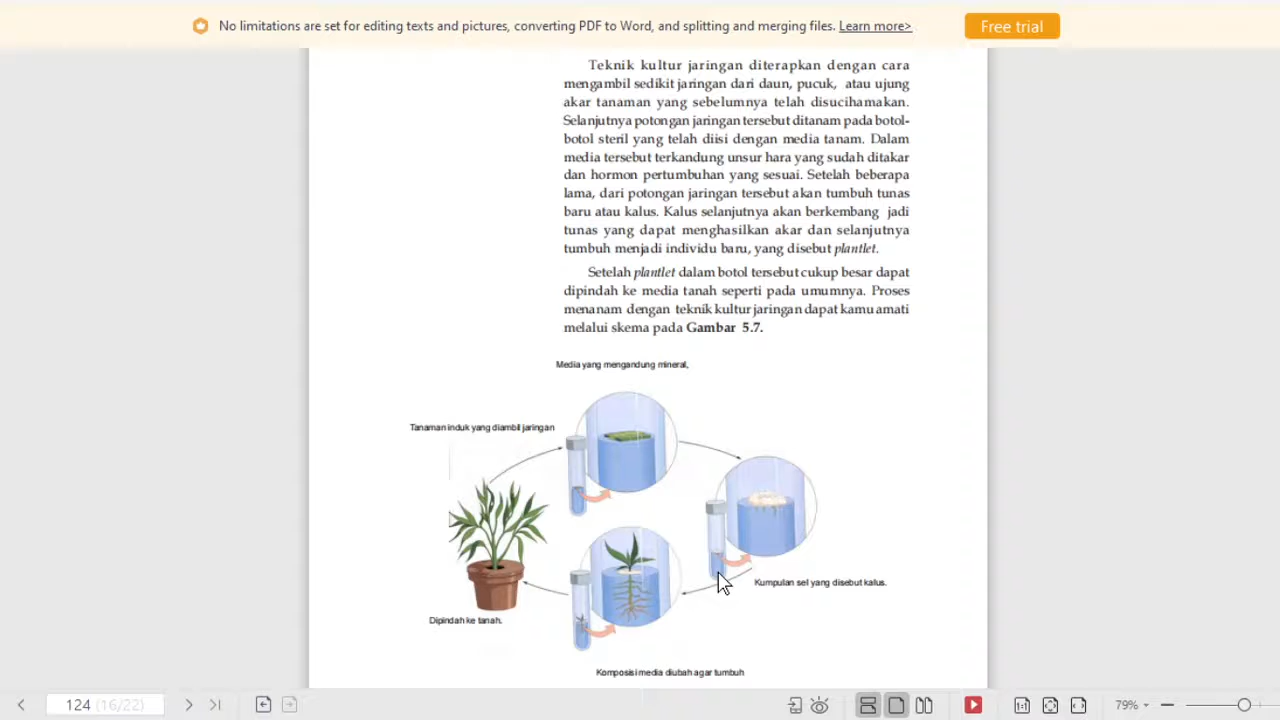 No limitations are set for editing texts and pictures, converting PDF to Word, and splitting and merging files. Learn more>
Free trial
Teknik kultur jaringan diterapkan dengan cara
mengambil sedikit jaringan dari daun, pucuk, atau ujung
akar tanaman yang sebelumnya telah disucihamakan.
Selanjutnya potongan jaringan tersebut ditanam pada botol-
botol steril yang telah diisi dengan media tanam. Dalam
media tersebut terkandung unsur hara yang sudah ditakar
dan hormon pertumbuhan yang sesuai. Setelah beberapa
lama, dari potongan jaringan tersebut akan tumbuh tunas
baru atau kalus. Kalus selanjutnya akan berkembang jadi
tunas yang dapat menghasilkan akar dan selanjutnya
tumbuh menjadi individu baru, yang disebut plantlet.
Setelah plantlet dalam botol tersebut cukup besar dapat
dipindah ke media tanah seperti pada umumnya. Proses
menanam dengan teknik kultur jaringan dapat kamu amati
melalui skema pada Gambar 5.7.
Media yang mengandung mineral,
Tanaman induk yang diambil jaringan
Kumpulan sel yang disebut kalus.
Dipindah ke tanah.
Komposisi media diubah agar tumbuh
124 (16/22)
1:1
79%